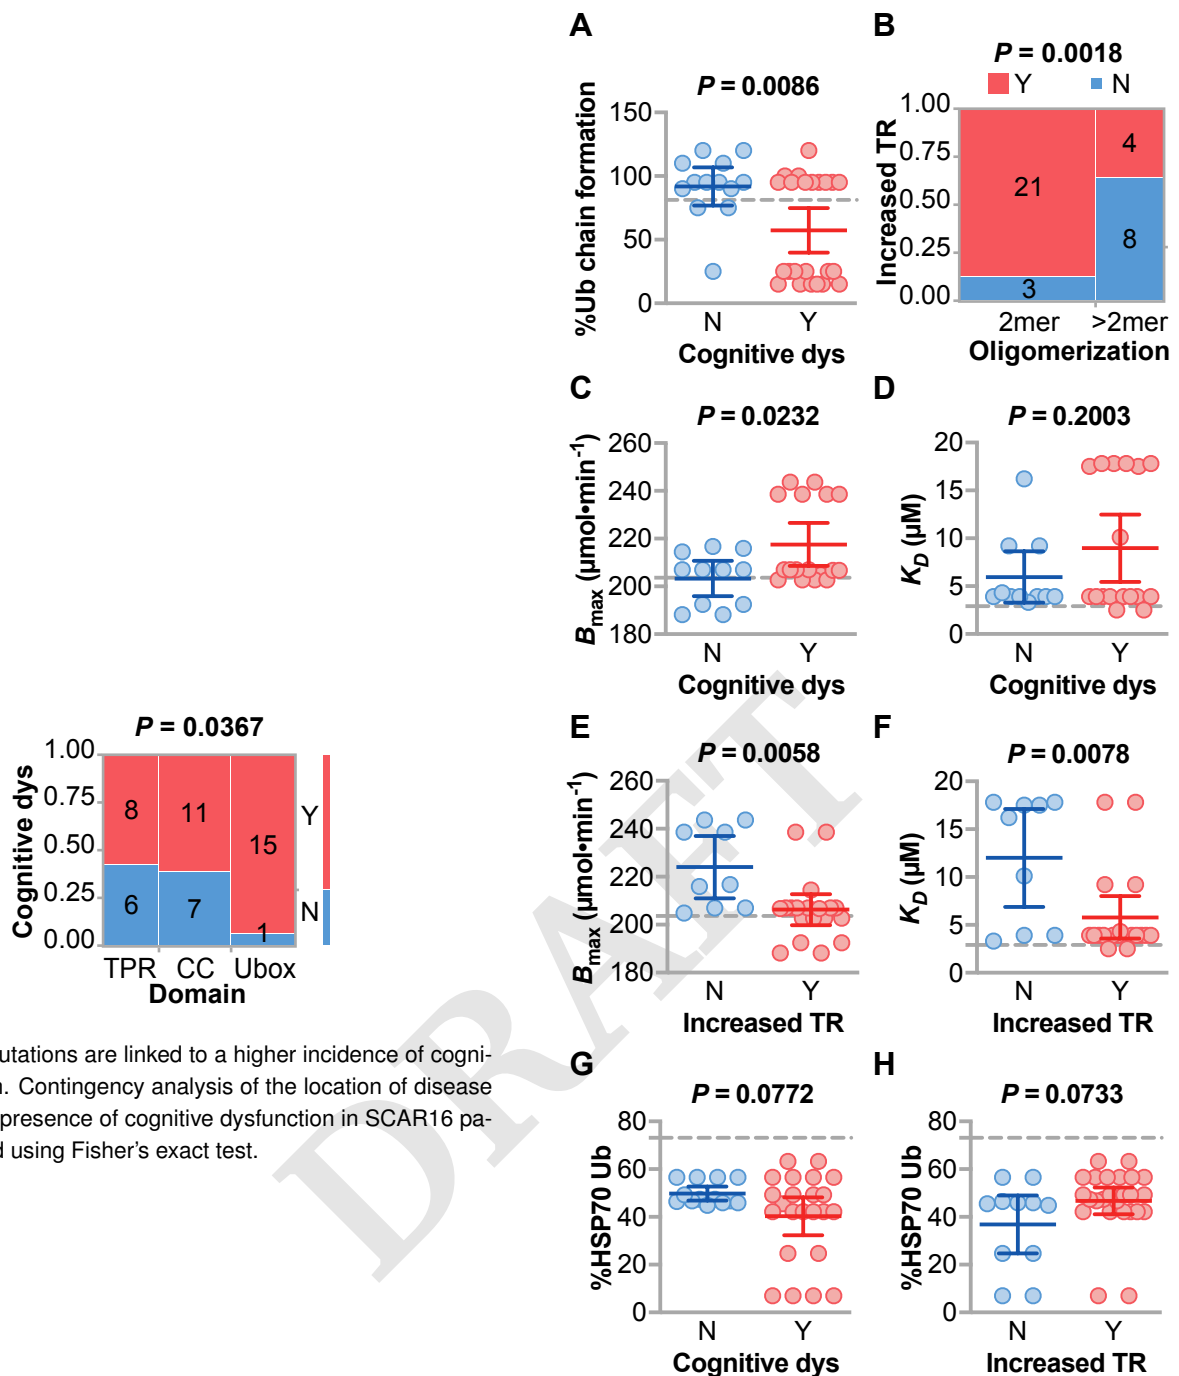 P = 0.0367
Cognitive dys
1.00
0.75
0.50
0.25
0.00
8
11
15
6
7
1
Y
N
TPR CC Ubox
Domain
utations are linked to a higher incidence of cogni-
n. Contingency analysis of the location of disease
presence of cognitive dysfunction in SCAR16 pa-
d using Fisher's exact test.
A
P = 0.0086
%Ub chain formation
150
100
50
0
N Y
Cognitive dys
B
P = 0.0018
Y N
Increased TR
1.00
0.75
0.50
0.25
0.00
21
4
3
8
2mer >2mer
Oligomerization
C
P = 0.0232
Bmax (µmol•min-1)
260
240
220
200
180
N Y
Cognitive dys
D
P = 0.2003
KD (µM)
20
15
10
5
0
N Y
Cognitive dys
E
P = 0.0058
Bmax (µmol•min-1)
260
240
220
200
180
N Y
Increased TR
F
P = 0.0078
KD (µM)
20
15
10
5
0
N Y
Increased TR
G
P = 0.0772
%HSP70 Ub
80
60
40
20
0
N Y
Cognitive dys
H
P = 0.0733
%HSP70 Ub
80
60
40
20
0
N Y
Increased TR
DRAFT